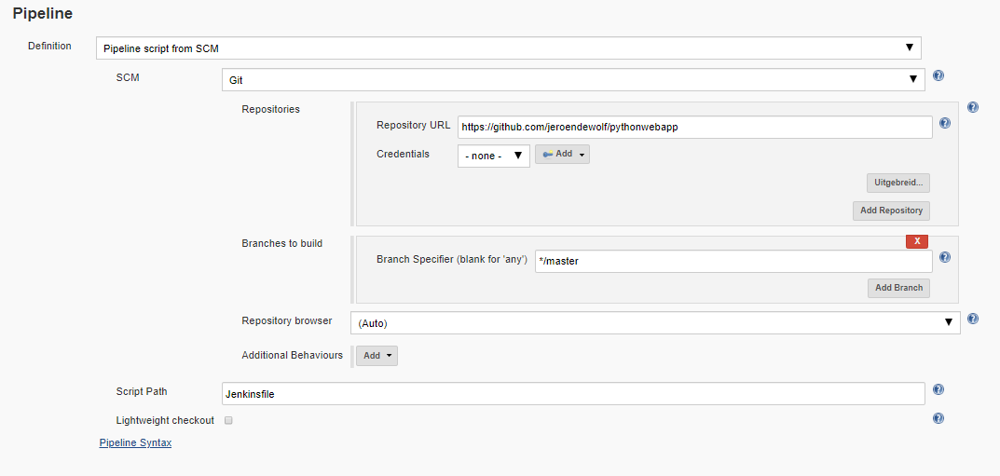 Pipeline
Definition
Pipeline script from SCM
SCM
Git
Repositories
Repository URL
https://github.com/jeroendewolf/pythonwebapp
Credentials
- none -
Add
Uitgebreid...
Add Repository
Branches to build
X
Branch Specifier (blank for 'any')
*/master
Add Branch
Repository browser
(Auto)
Additional Behaviours
Add
Script Path
Jenkinsfile
Lightweight checkout
Pipeline Syntax